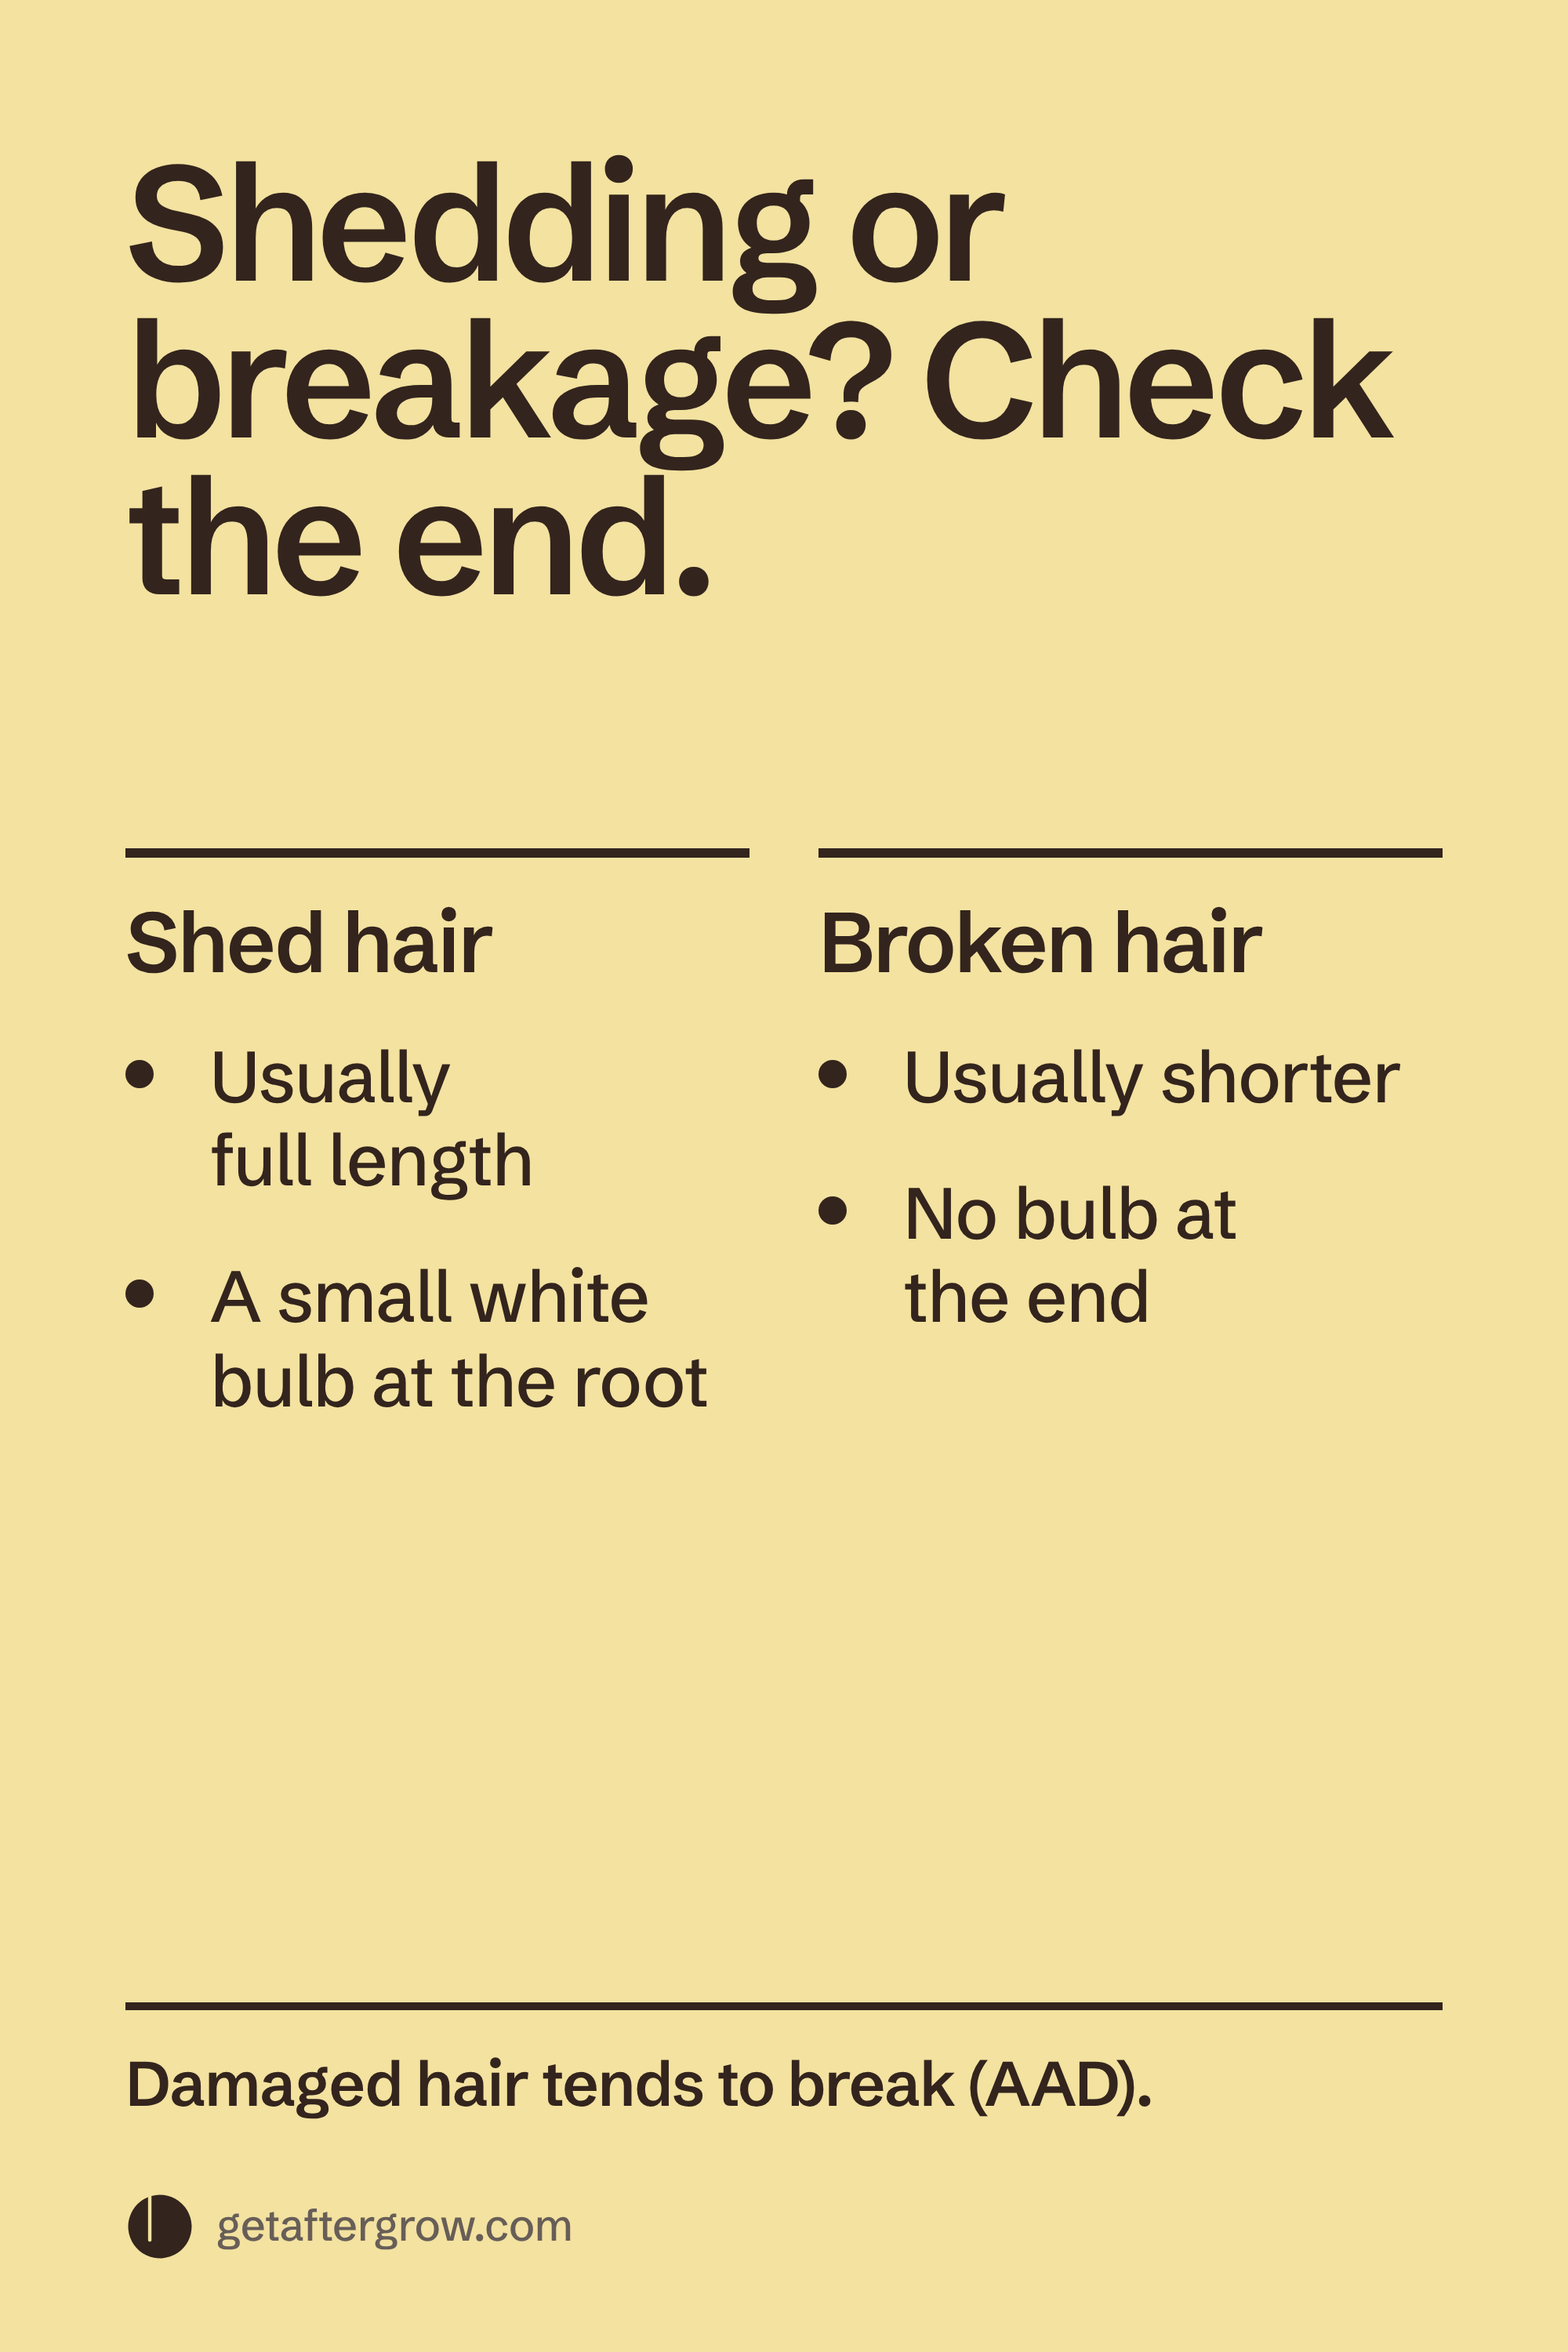 Shedding or
breakage? Check
the end.
Shed hair
• Usually
full length
• A small white
bulb at the root
Broken hair
• Usually shorter
• No bulb at
the end
Damaged hair tends to break (AAD).
getaftergrow.com